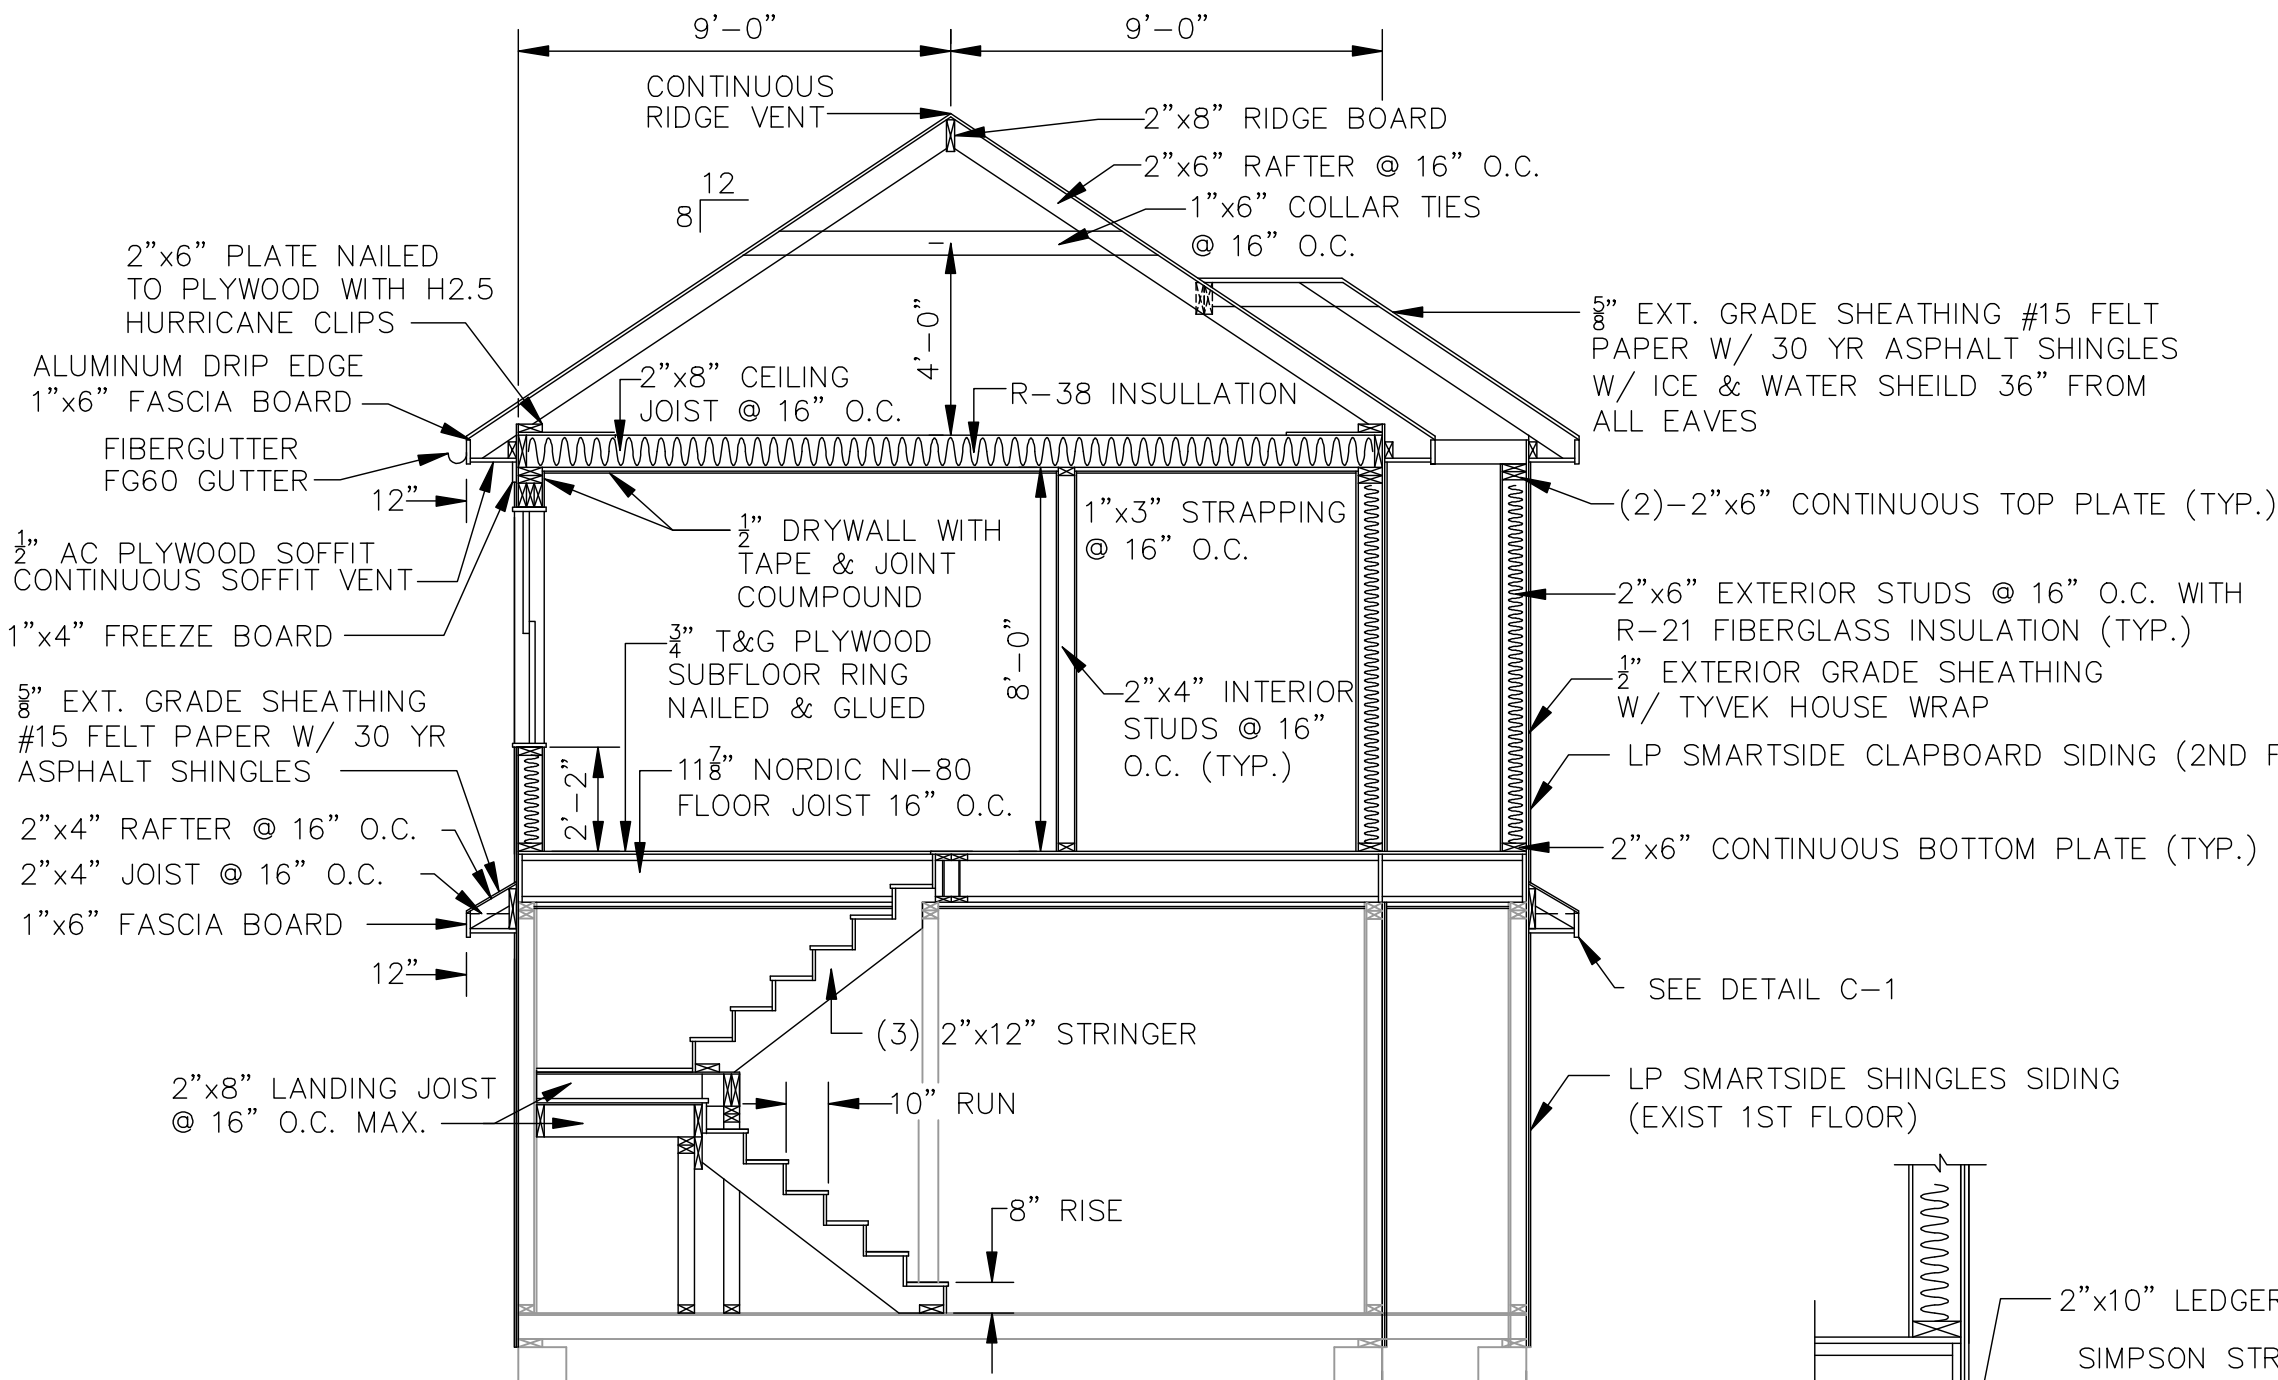 9'-0"
9'-0"
CONTINUOUS
RIDGE VENT
2"x8" RIDGE BOARD
2"x6" RAFTER @ 16" O.C.
12
8
1"x6" COLLAR TIES
@ 16" O.C.
2"x6" PLATE NAILED
TO PLYWOOD WITH H2.5
HURRICANE CLIPS
ALUMINUM DRIP EDGE
1"x6" FASCIA BOARD
FIBERGUTTER
FG60 GUTTER
12"
½" AC PLYWOOD SOFFIT
CONTINUOUS SOFFIT VENT
1"x4" FREEZE BOARD
⅝" EXT. GRADE SHEATHING
#15 FELT PAPER W/ 30 YR
ASPHALT SHINGLES
2"x4" RAFTER @ 16" O.C.
2"x4" JOIST @ 16" O.C.
1"x6" FASCIA BOARD
12"
2"x8" LANDING JOIST
@ 16" O.C. MAX.
4'-0"
2"x8" CEILING
JOIST @ 16" O.C.
R-38 INSULLATION
½" DRYWALL WITH
TAPE & JOINT
COUMPOUND
1"x3" STRAPPING
@ 16" O.C.
¾" T&G PLYWOOD
SUBFLOOR RING
NAILED & GLUED
8'-0"
2"x4" INTERIOR
STUDS @ 16"
O.C. (TYP.)
2'-2"
11⅞" NORDIC NI-80
FLOOR JOIST 16" O.C.
(3) 2"x12" STRINGER
10" RUN
8" RISE
⅝" EXT. GRADE SHEATHING #15 FELT
PAPER W/ 30 YR ASPHALT SHINGLES
W/ ICE & WATER SHEILD 36" FROM
ALL EAVES
(2)-2"x6" CONTINUOUS TOP PLATE (TYP.)
2"x6" EXTERIOR STUDS @ 16" O.C. WITH
R-21 FIBERGLASS INSULATION (TYP.)
½" EXTERIOR GRADE SHEATHING
W/ TYVEK HOUSE WRAP
LP SMARTSIDE CLAPBOARD SIDING (2ND
2"x6" CONTINUOUS BOTTOM PLATE (TYP.)
SEE DETAIL C-1
LP SMARTSIDE SHINGLES SIDING
(EXIST 1ST FLOOR)
2"x10" LEDGER
SIMPSON